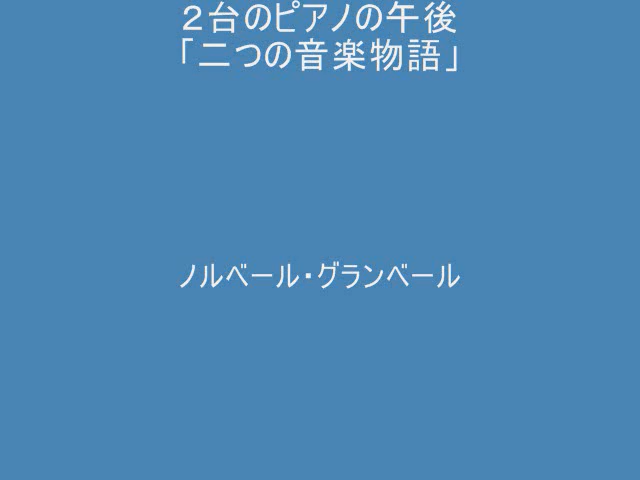 ２台のピアノの午後
「二つの音楽物語」
ノルベール・グランベール